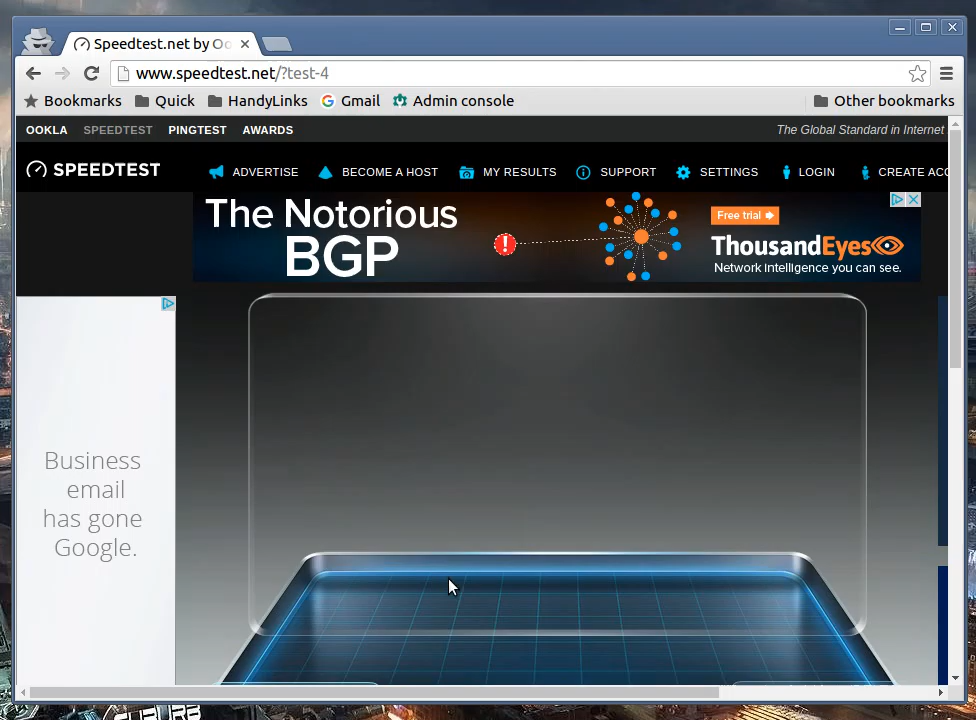 Speedtest.net by Oo
www.speedtest.net/?test-4
Bookmarks Quick HandyLinks Gmail Admin console Other bookmarks
OOKLA SPEEDTEST PINGTEST AWARDS The Global Standard in Internet
SPEEDTEST ADVERTISE BECOME A HOST MY RESULTS SUPPORT SETTINGS LOGIN CREATE ACC
The Notorious
BGP
!
Free trial
ThousandEyes
Network intelligence you can see.
Business
email
has gone
Google.